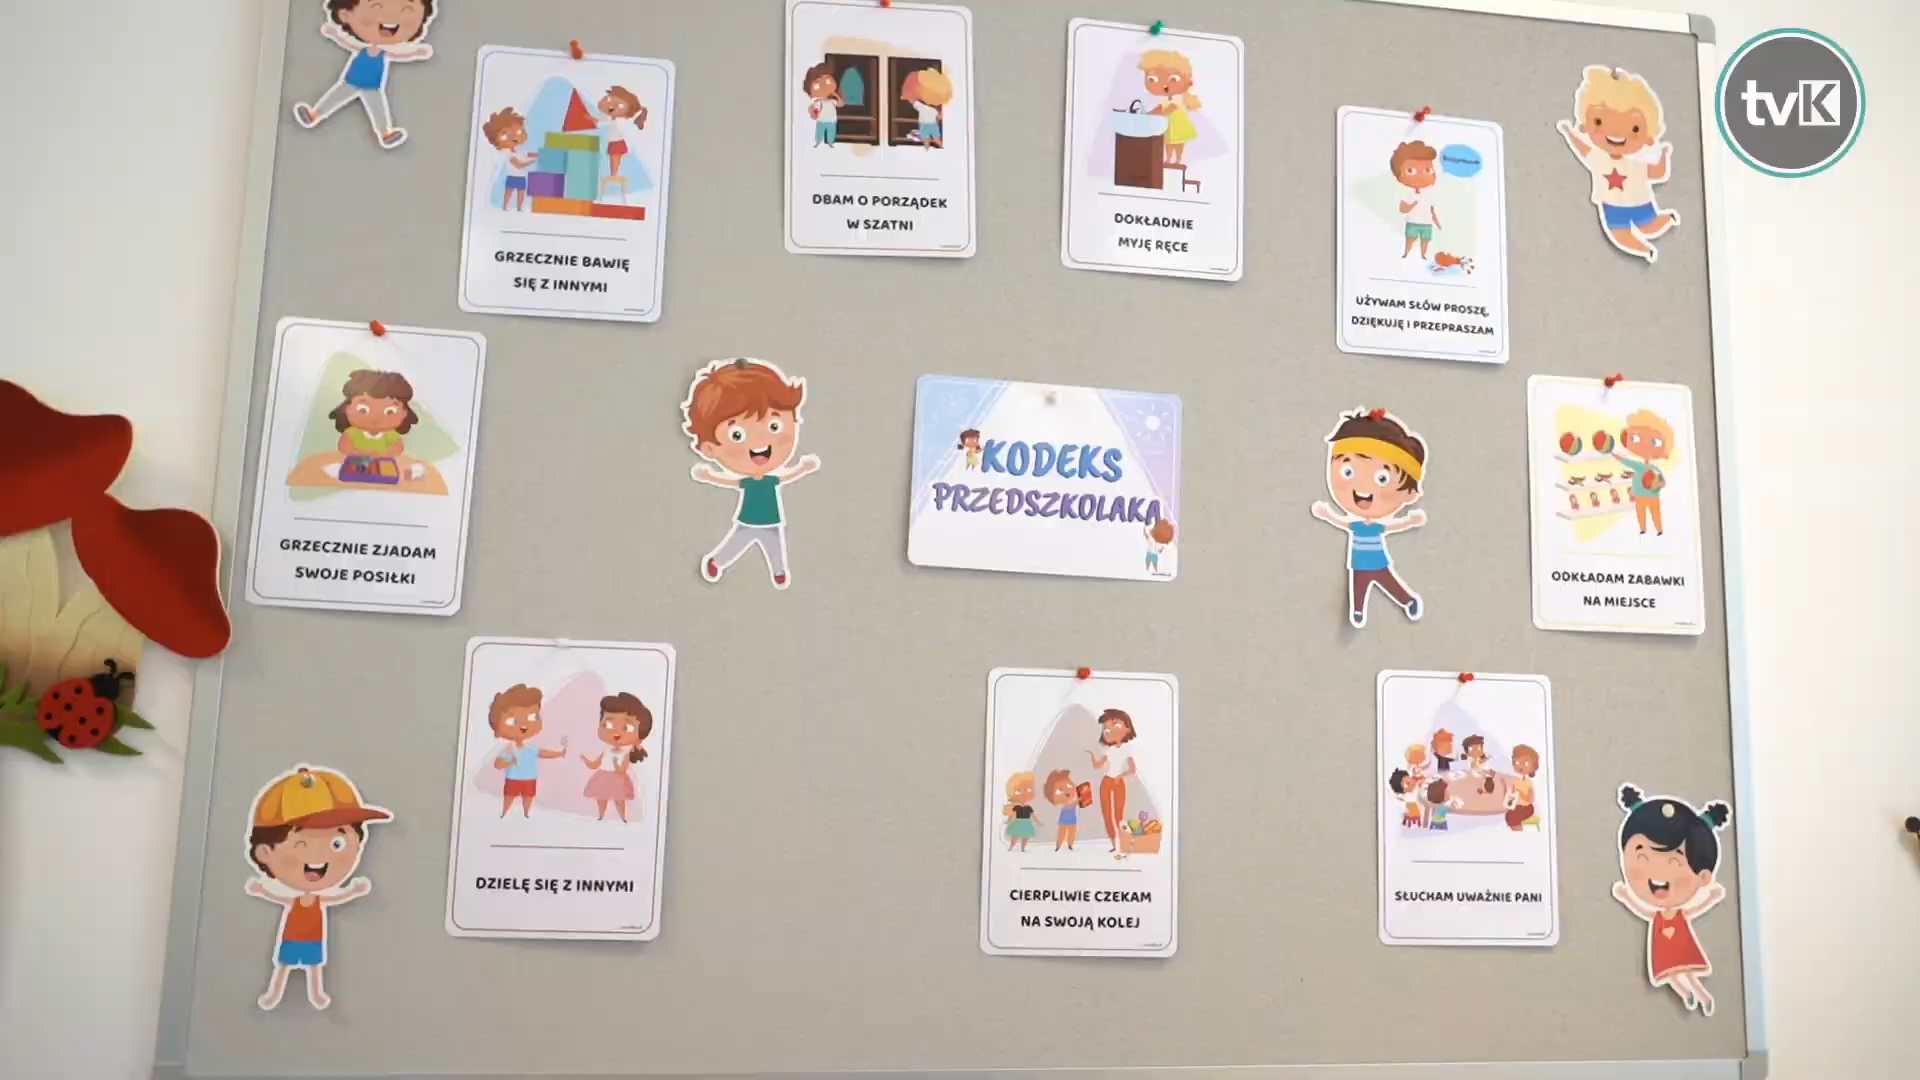 tvK
GRZECZNIE BAWIĘ
SIĘ Z INNYMI
DBAM O PORZĄDEK
W SZATNI
DOKŁADNIE
MYJĘ RĘCE
UŻYWAM SŁÓW PROSZĘ,
DZIĘKUJĘ I PRZEPRASZAM
GRZECZNIE ZJADAM
SWOJE POSIŁKI
KODEKS
PRZEDSZKOLAKA
ODKŁADAM ZABAWKI
NA MIEJSCE
DZIELĘ SIĘ Z INNYMI
CIERPLIWIE CZEKAM
NA SWOJĄ KOLEJ
SŁUCHAM UWAŻNIE PANI